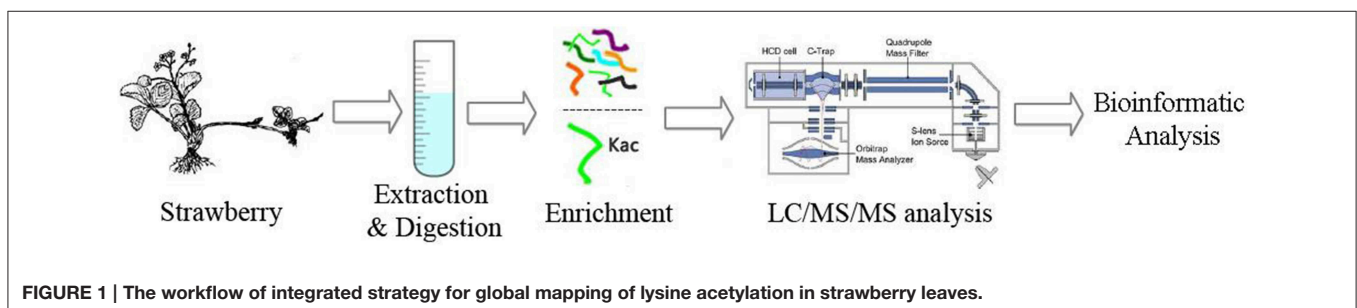 Strawberry
Extraction
& Digestion
Kac
Enrichment
HCD cell
C-Trap
Quadrupole
Mass Filter
S-lens
Ion Sorce
Orbitrap
Mass Analyzer
LC/MS/MS analysis
Bioinformatic
Analysis
FIGURE 1 | The workflow of integrated strategy for global mapping of lysine acetylation in strawberry leaves.